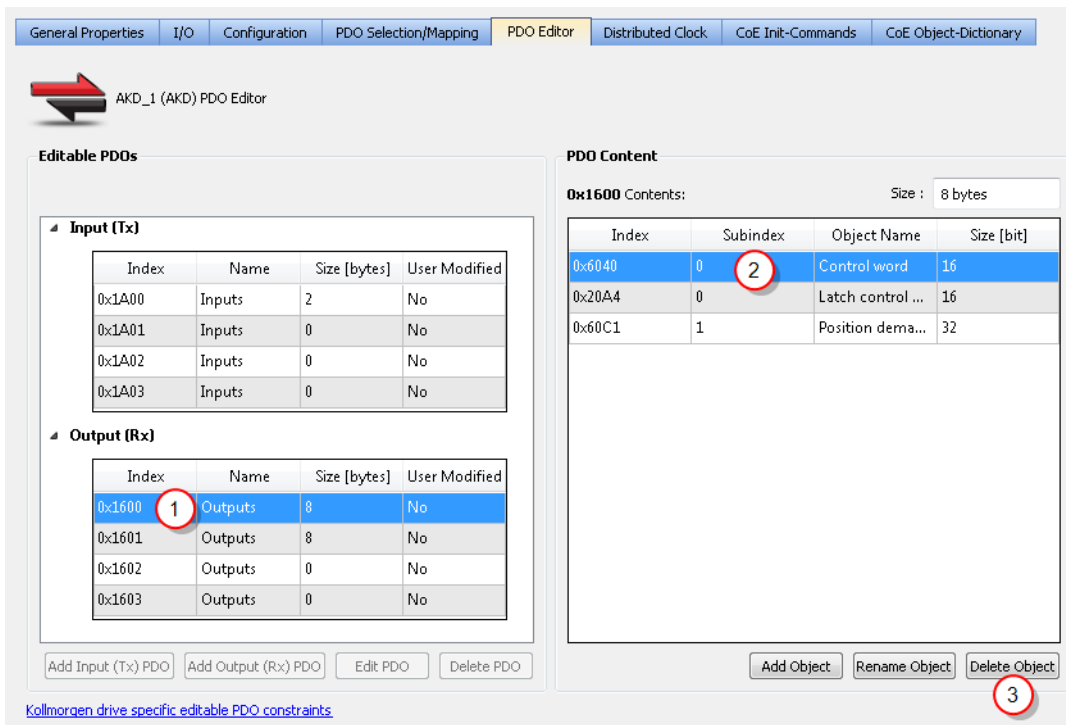 General Properties I/O Configuration PDO Selection/Mapping PDO Editor Distributed Clock CoE Init-Commands CoE Object-Dictionary
AKD_1 (AKD) PDO Editor
Editable PDOs
Input (Tx)
Index Name Size [bytes] User Modified
0x1A00 Inputs 2 No
0x1A01 Inputs 0 No
0x1A02 Inputs 0 No
0x1A03 Inputs 0 No
Output (Rx)
Index Name Size [bytes] User Modified
0x1600 1 Outputs 8 No
0x1601 Outputs 8 No
0x1602 Outputs 0 No
0x1603 Outputs 0 No
Add Input (Tx) PDO Add Output (Rx) PDO Edit PDO Delete PDO
Kollmorgen drive specific editable PDO constraints
PDO Content
0x1600 Contents: Size : 8 bytes
Index Subindex Object Name Size [bit]
0x6040 0 2 Control word 16
0x20A4 0 Latch control ... 16
0x60C1 1 Position dema... 32
Add Object Rename Object Delete Object
3